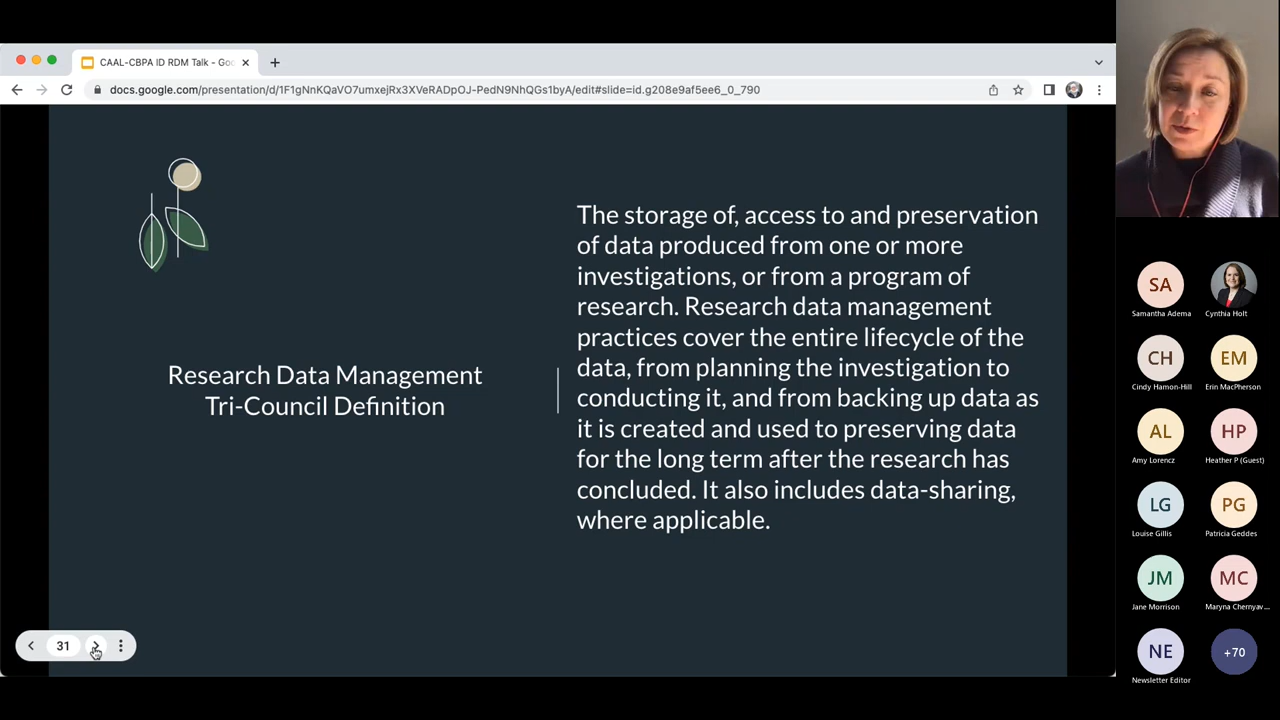 CAAL-CBPA ID RDM Talk - Goo
docs.google.com/presentation/d/1F1gNnKQaVO7umxejRx3XVeRADpOJ-PedN9NhQGs1byA/edit#slide=id.g208e9af5ee6_0_790
Research Data Management
Tri-Council Definition
The storage of, access to and preservation
of data produced from one or more
investigations, or from a program of
research. Research data management
practices cover the entire lifecycle of the
data, from planning the investigation to
conducting it, and from backing up data as
it is created and used to preserving data
for the long term after the research has
concluded. It also includes data-sharing,
where applicable.
31
SA
Samantha Adema
Cynthia Holt
CH
Cindy Hamon-Hill
EM
Erin MacPherson
AL
Amy Lorencz
HP
Heather P (Guest)
LG
Louise Gillis
PG
Patricia Geddes
JM
Jane Morrison
MC
Maryna Chernyav...
NE
Newsletter Editor
+70